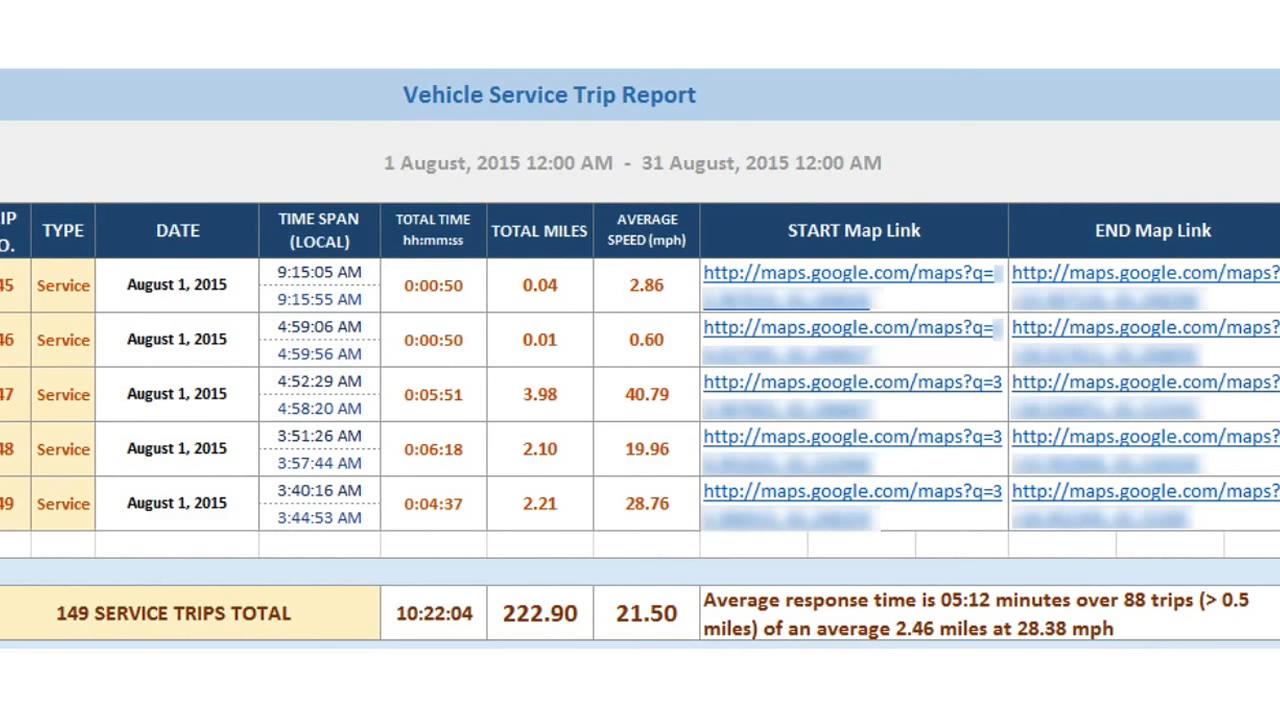 Vehicle Service Trip Report
1 August, 2015 12:00 AM - 31 August, 2015 12:00 AM
IP
O.
TYPE
DATE
TIME SPAN
(LOCAL)
TOTAL TIME
hh:mm:ss
TOTAL MILES
AVERAGE
SPEED (mph)
START Map Link
END Map Link
45 Service August 1, 2015 9:15:05 AM 0:00:50 0.04 2.86 http://maps.google.com/maps?q= http://maps.google.com/maps?
9:15:55 AM
46 Service August 1, 2015 4:59:06 AM 0:00:50 0.01 0.60 http://maps.google.com/maps?q= http://maps.google.com/maps?
4:59:56 AM
47 Service August 1, 2015 4:52:29 AM 0:05:51 3.98 40.79 http://maps.google.com/maps?q=3 http://maps.google.com/maps?
4:58:20 AM
48 Service August 1, 2015 3:51:26 AM 0:06:18 2.10 19.96 http://maps.google.com/maps?q=3 http://maps.google.com/maps?
3:57:44 AM
49 Service August 1, 2015 3:40:16 AM 0:04:37 2.21 28.76 http://maps.google.com/maps?q=3 http://maps.google.com/maps?
3:44:53 AM
149 SERVICE TRIPS TOTAL 10:22:04 222.90 21.50 Average response time is 05:12 minutes over 88 trips (> 0.5
miles) of an average 2.46 miles at 28.38 mph